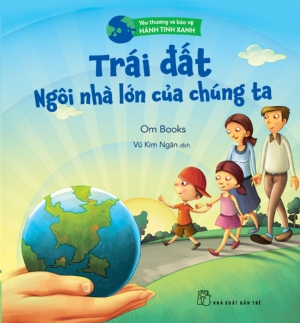 Yêu thương và bảo vệ
HÀNH TINH XANH
Trái đất
Ngôi nhà lớn của chúng ta
Om Books
Vũ Kim Ngân dịch
NHÀ XUẤT BẢN TRẺ